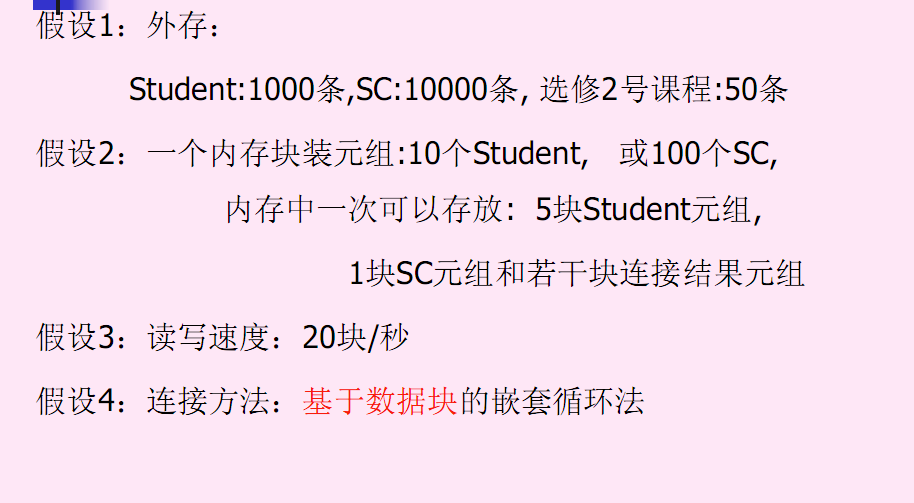 假设1：外存：
Student:1000条,SC:10000条, 选修2号课程:50条
假设2：一个内存块装元组:10个Student, 或100个SC,
内存中一次可以存放: 5块Student元组,
1块SC元组和若干块连接结果元组
假设3：读写速度：20块/秒
假设4：连接方法：基于数据块的嵌套循环法